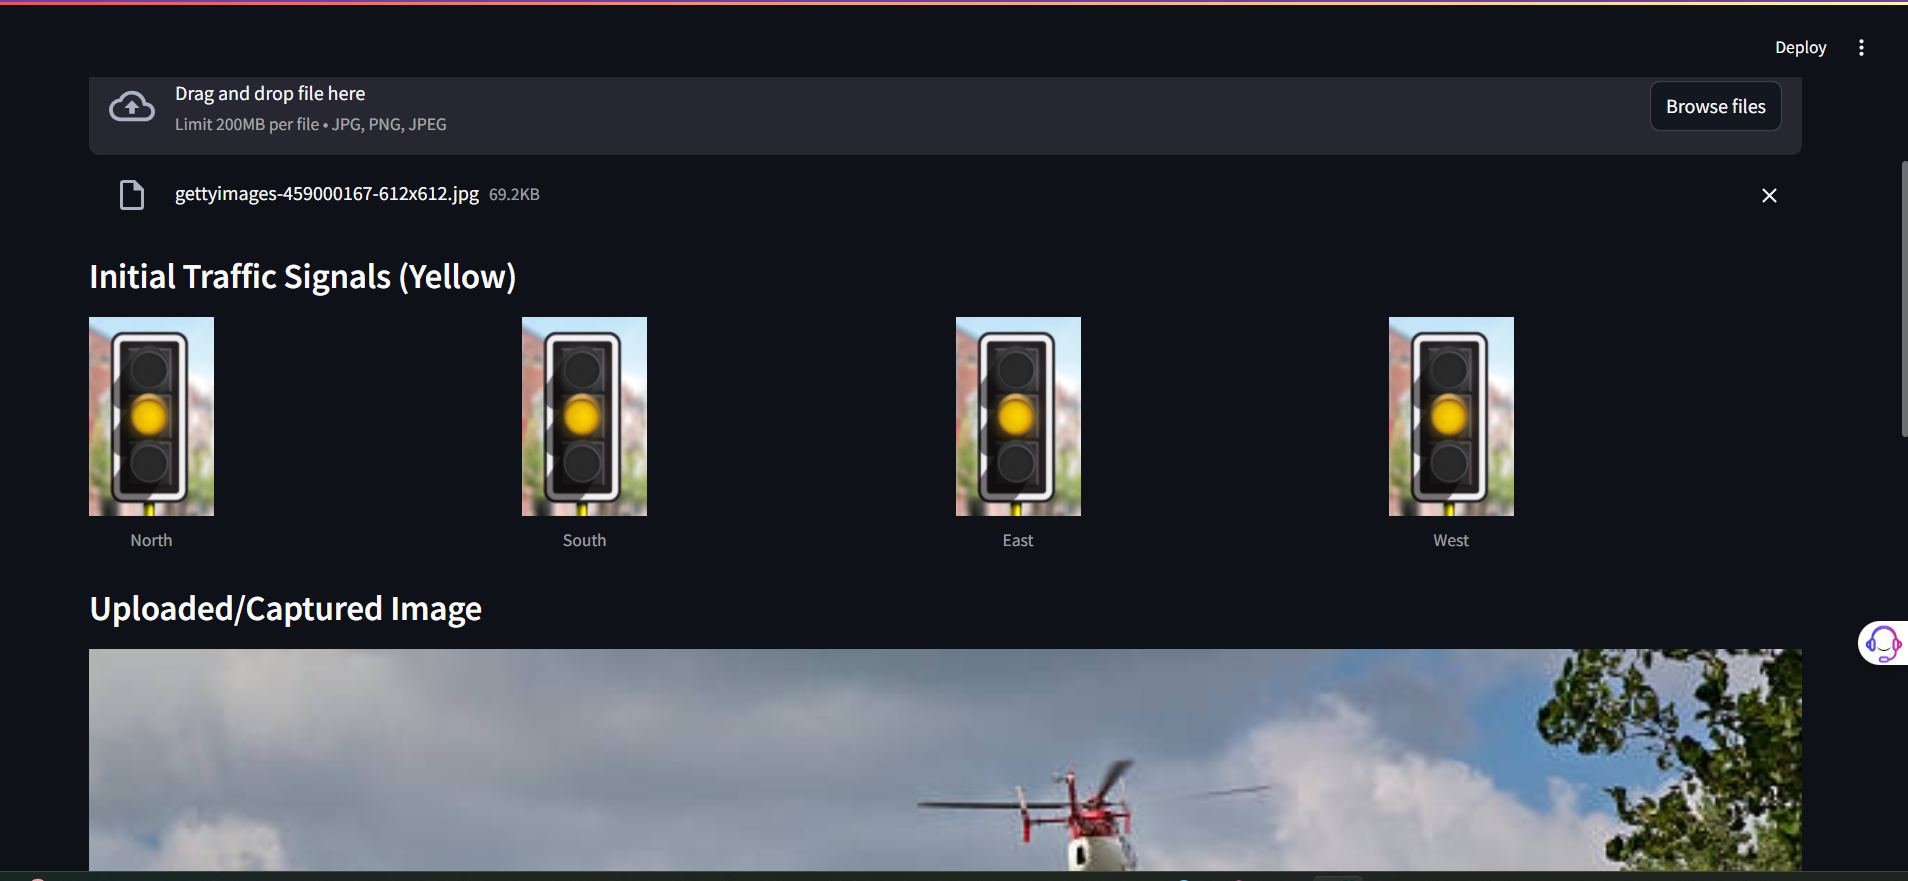 Deploy
Drag and drop file here
Limit 200MB per file • JPG, PNG, JPEG
Browse files
gettyimages-459000167-612x612.jpg 69.2KB
Initial Traffic Signals (Yellow)
North
South
East
West
Uploaded/Captured Image